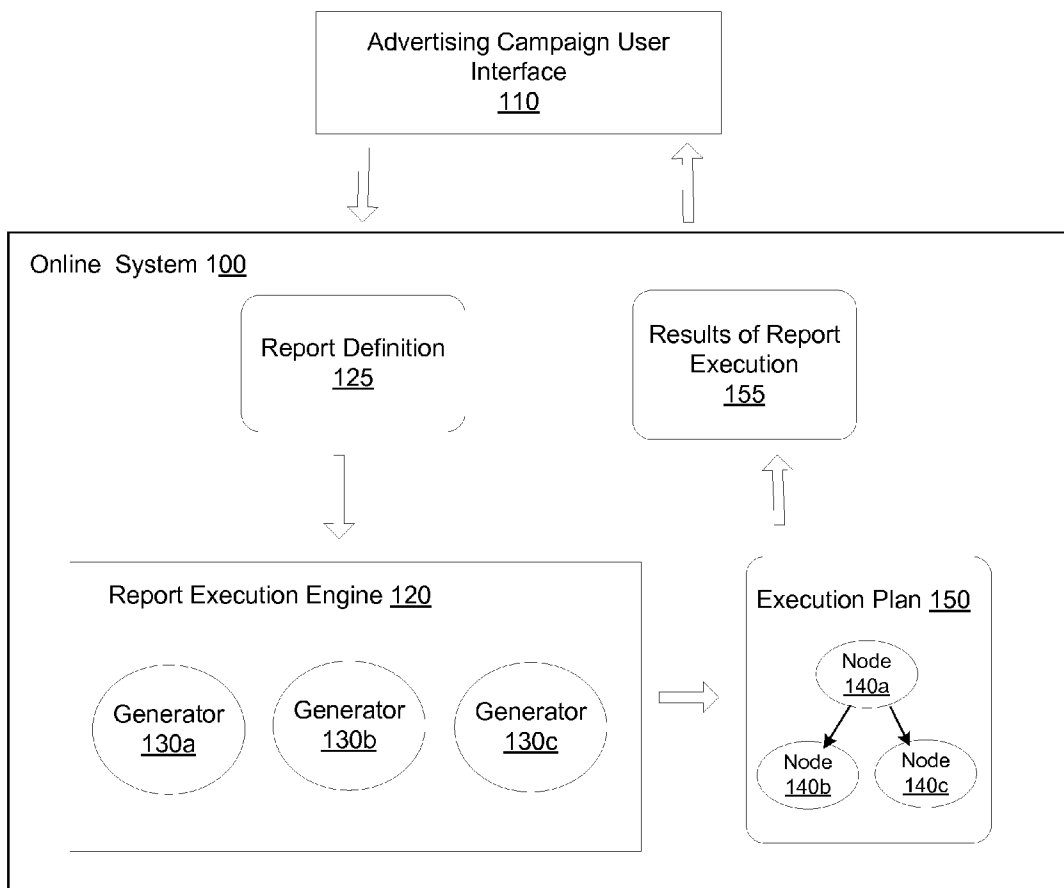 Advertising Campaign User
Interface
110
Online System 100
Report Definition
125
Results of Report
Execution
155
Report Execution Engine 120
Generator
130a
Generator
130b
Generator
130c
Execution Plan 150
Node
140a
Node
140b
Node
140c